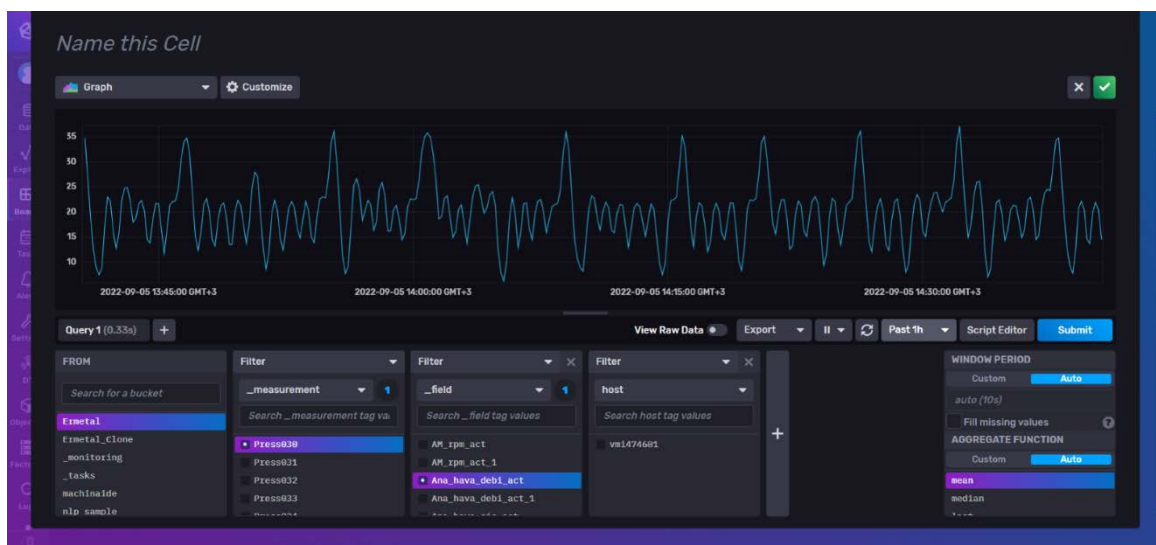 Name this Cell
Graph
Customize
35
30
25
20
15
10
2022-09-05 13:45:00 GMT+3
2022-09-05 14:00:00 GMT+3
2022-09-05 14:15:00 GMT+3
2022-09-05 14:30:00 GMT+3
Query 1 (0.33s)
+
View Raw Data
Export
Past 1h
Script Editor
Submit
FROM
Search for a bucket
Ermetal
Ermetal_Clone
_monitoring
_tasks
machinaide
nlp_sample
Filter
_measurement
1
Search _measurement tag va
Press030
Press031
Press032
Press033
Filter
_field
1
Search _field tag values
AM_rpm_act
AM_rpm_act_1
Ana_hava_debi_act
Ana_hava_debi_act_1
Filter
host
Search host tag values
vmi474601
+
WINDOW PERIOD
Custom
Auto
auto (10s)
Fill missing values
?
AGGREGATE FUNCTION
Custom
Auto
mean
median